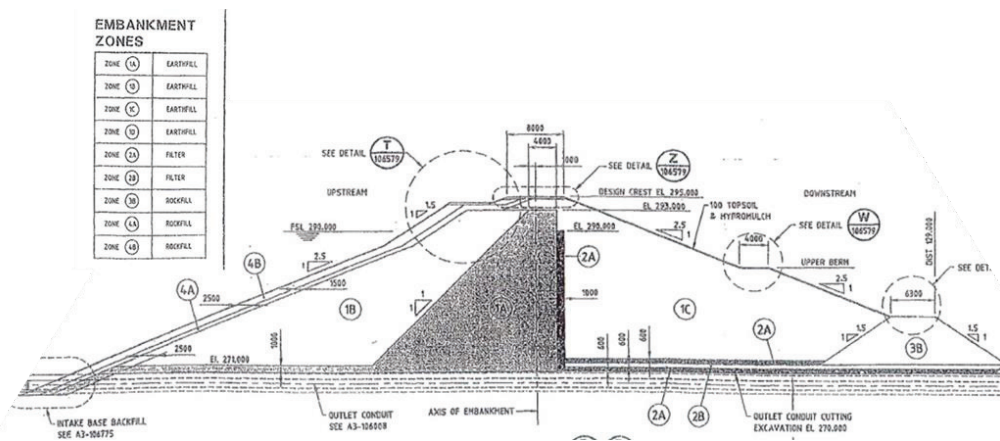 EMBANKMENT
ZONES
ZONE 1A EARTHFILL
ZONE 1B EARTHFILL
ZONE 1C EARTHFILL
ZONE 1D EARTHFILL
ZONE 2A FILTER
ZONE 2B FILTER
ZONE 3B ROCKFILL
ZONE 4A ROCKFILL
ZONE 4B ROCKFILL
8000
4000
SEE DETAIL T 106579
SEE DETAIL Z 106579
UPSTREAM
DESIGN CREST EL 295.000
DOWNSTREAM
EL 293.000
100 TOPSOIL
& HYDROMULCH
SEE DETAIL W 106579
1.5
1
2.5
1
4000
DIST 129.000
FSL 290.000
EL 290.000
UPPER BERM
SEE DET.
2.5
1
4B
2A
2.5
1
4A
1500
2500
6300
1B
1
1
1A
1000
1C
1.5
1
1.5
1
2500
1000
600
600
600
2A
3B
EL 271.000
INTAKE BASE BACKFILL
SEE A3-106775
OUTLET CONDUIT
SEE A3-106008
AXIS OF EMBANKMENT
2A
2B
OUTLET CONDUIT CUTTING
EXCAVATION EL 270.000